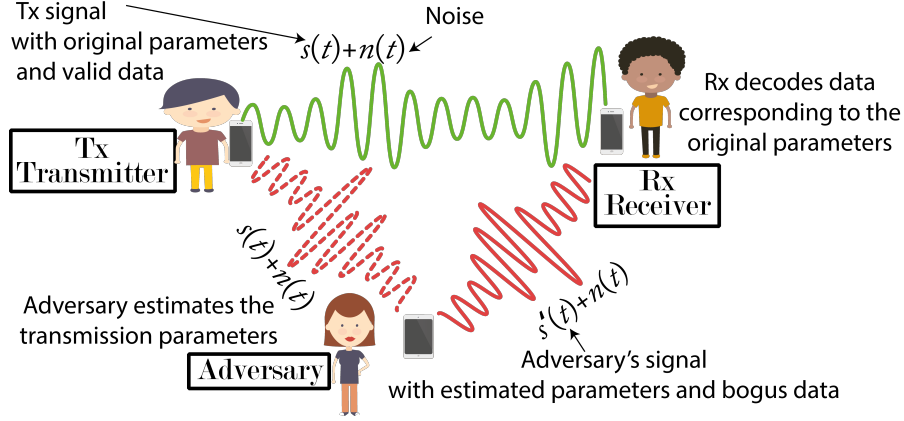 Tx signal
with original parameters
and valid data
s(t)+n(t)
Noise
Rx decodes data
corresponding to the
original parameters
Tx
Transmitter
Rx
Receiver
s(t)+n(t)
Adversary estimates the
transmission parameters
Adversary
s'(t)+n(t)
Adversary's signal
with estimated parameters and bogus data